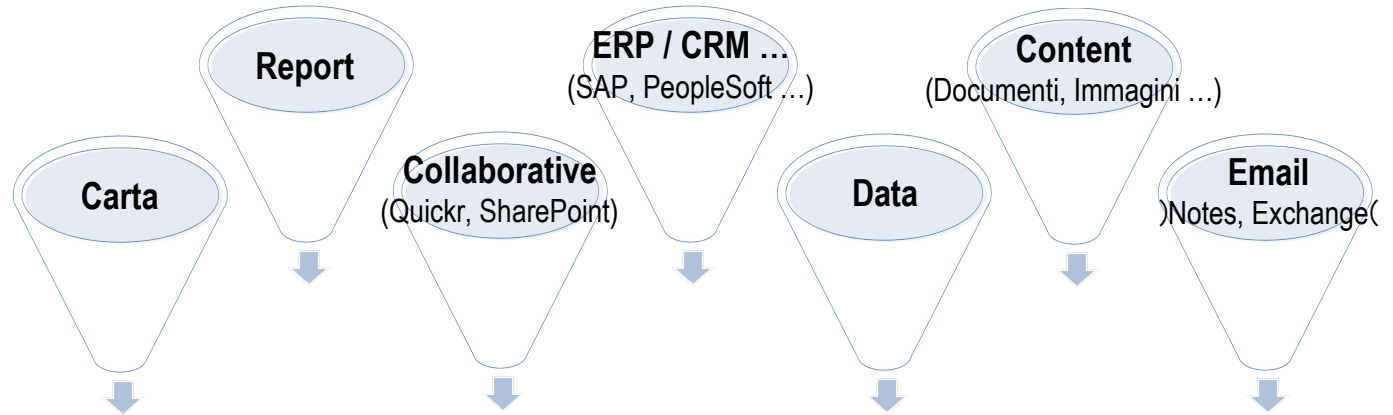 Report
ERP / CRM ...
(SAP, PeopleSoft ...)
Content
(Documenti, Immagini ...)
Carta
Collaborative
(Quickr, SharePoint)
Data
Email
)Notes, Exchange(